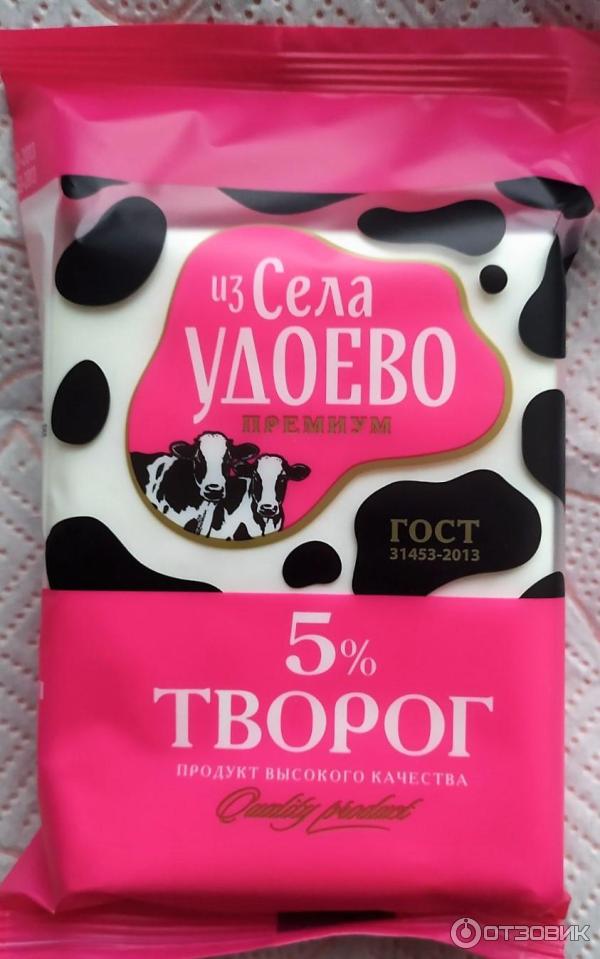 из Села
УДОЕВО
ПРЕМИУМ
ГОСТ
31453-2013
5%
ТВОРОГ
ПРОДУКТ ВЫСОКОГО КАЧЕСТВА
Quality product
ОТЗОВИК